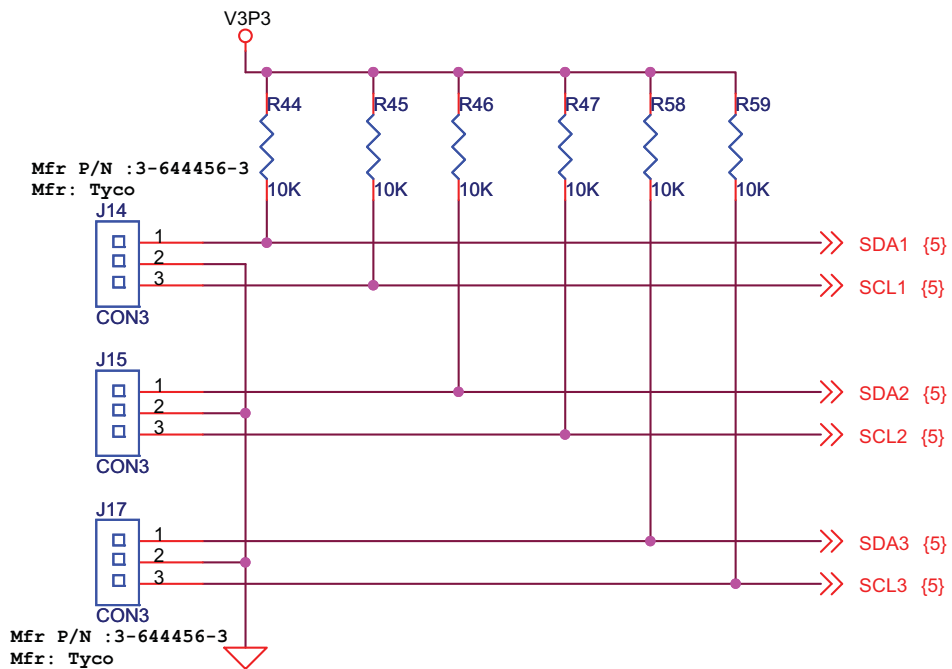 V3P3
R44 R45 R46 R47 R58 R59
10K 10K 10K 10K 10K 10K
Mfr P/N :3-644456-3
Mfr: Tyco
J14
1
2
3
CON3
SDA1 {5}
SCL1 {5}
J15
1
2
3
CON3
SDA2 {5}
SCL2 {5}
J17
1
2
3
CON3
SDA3 {5}
SCL3 {5}
Mfr P/N :3-644456-3
Mfr: Tyco